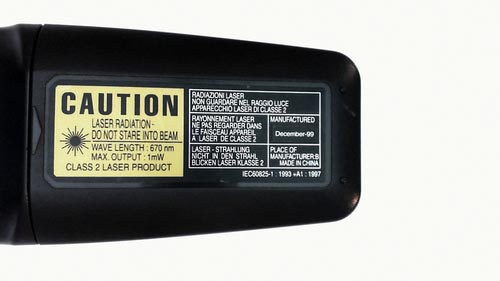 CAUTION
LASER RADIATION-
DO NOT STARE INTO BEAM
WAVE LENGTH : 670 nm
MAX. OUTPUT : 1mW
CLASS 2 LASER PRODUCT
RADIAZIONI LASER
NON GUARDARE NEL RAGGIO LUCE
APPARECCHIO LASER DI CLASSE 2
RAYONNEMENT LASER
NE PAS REGARDER DANS
LE FAISCEAU APPAREIL
A LASER DE CLASSE 2
MANUFACTURED
December-99
LASER - STRAHLUNG
NICHT IN DEN STRAHL
BLICKEN LASER KLASSE 2
PLACE OF
MANUFACTURER:B
MADE IN CHINA
IEC60825-1 : 1993 +A1 : 1997